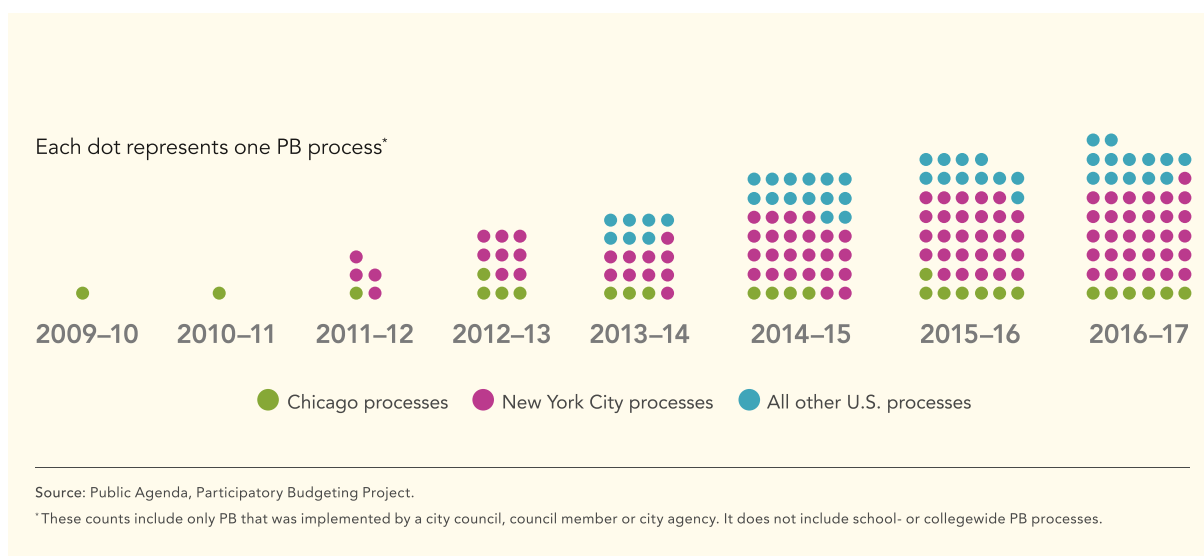 Each dot represents one PB process*
2009–10 2010–11 2011–12 2012–13 2013–14 2014–15 2015–16 2016–17
Chicago processes New York City processes All other U.S. processes
Source: Public Agenda, Participatory Budgeting Project.
*These counts include only PB that was implemented by a city council, council member or city agency. It does not include school- or collegewide PB processes.